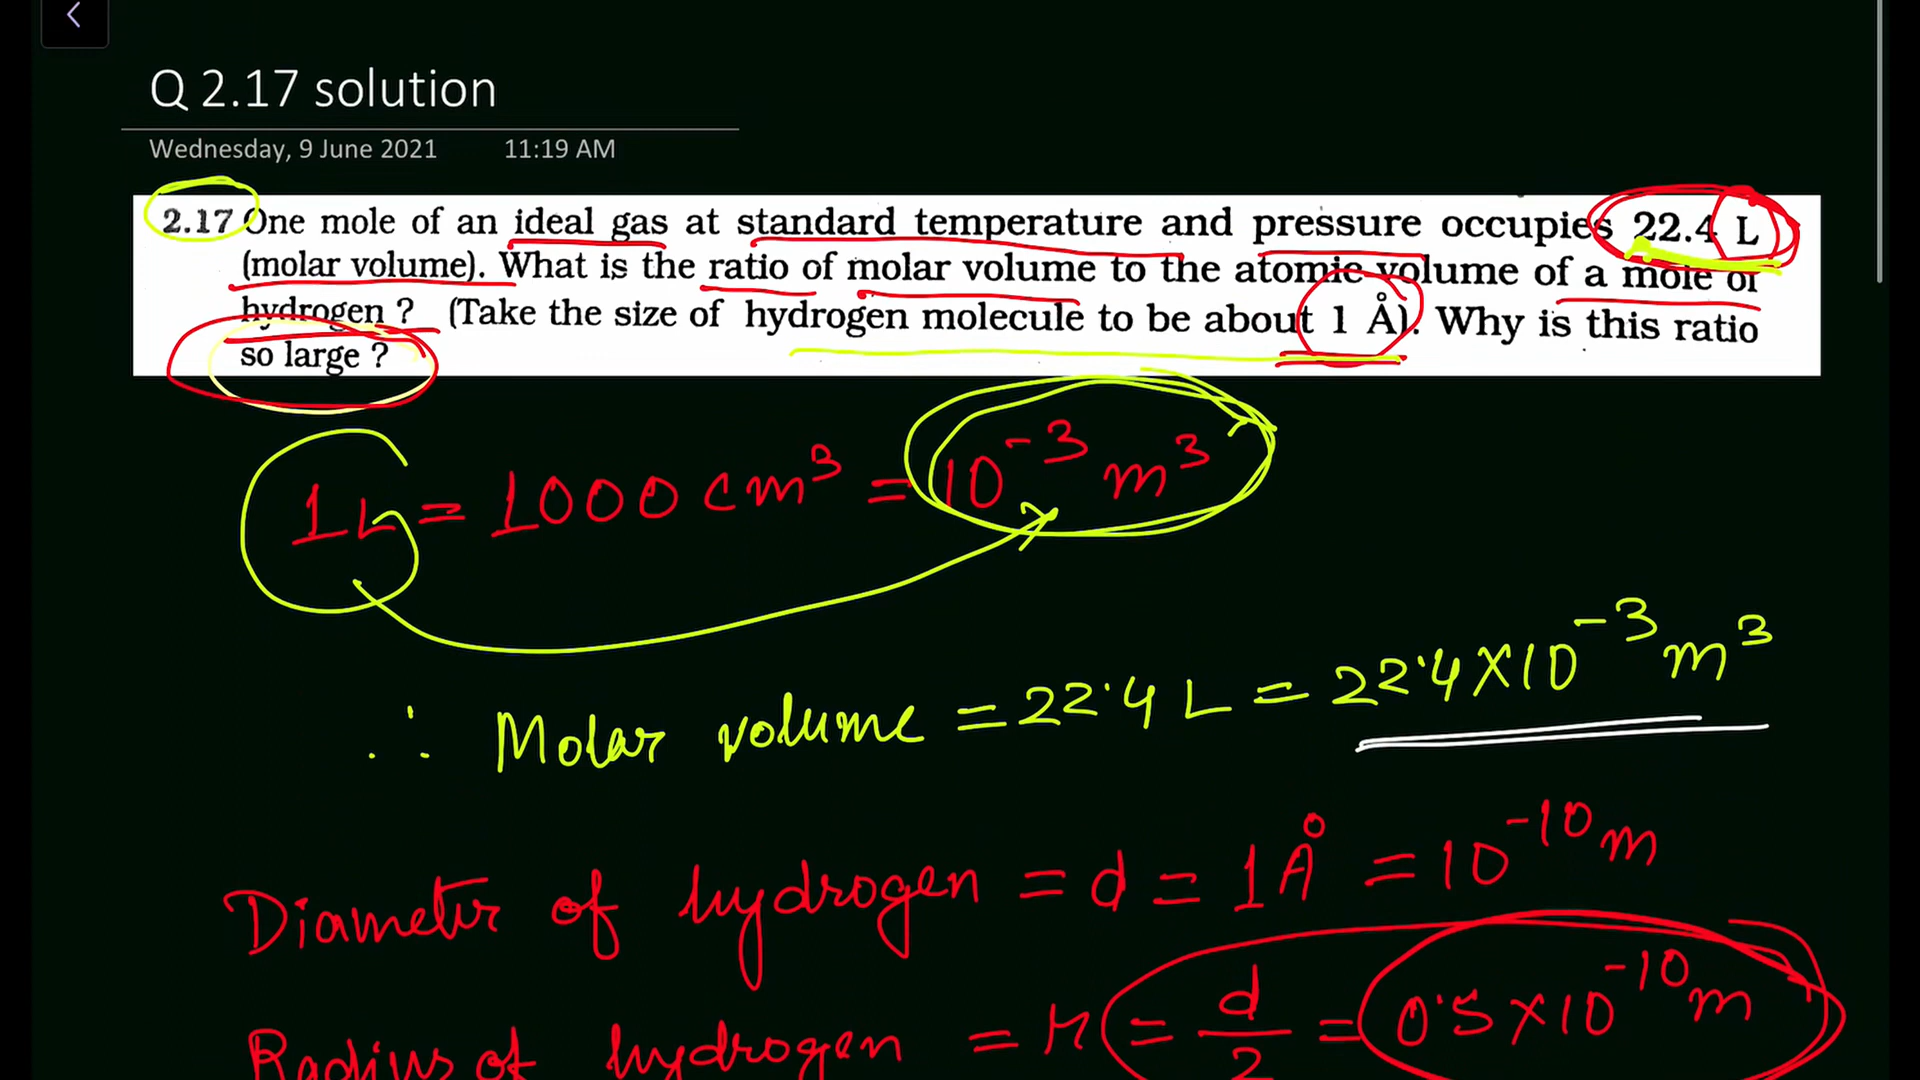 Q 2.17 solution
Wednesday, 9 June 2021 11:19 AM
2.17 One mole of an ideal gas at standard temperature and pressure occupies 22.4 L
(molar volume). What is the ratio of molar volume to the atomic volume of a mole of
hydrogen ? (Take the size of hydrogen molecule to be about 1 Å). Why is this ratio
so large ?
1L = 1000 cm³ = 10⁻³ m³
∴ Molar volume = 22.4 L = 22.4 × 10⁻³ m³
Diameter of hydrogen = d = 1Å = 10⁻¹⁰ m
Radius of hydrogen = r = d/2 = 0.5 × 10⁻¹⁰ m